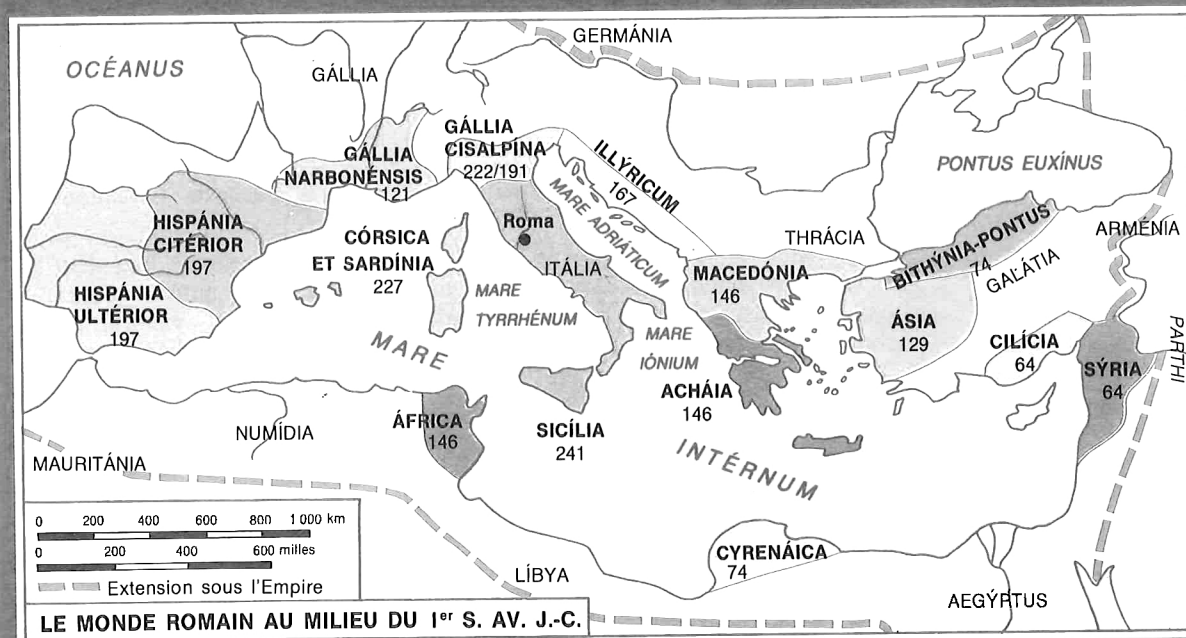 GERMÁNIA
OCÉANUS
GÁLLIA
GÁLLIA
CISALPÍNA
222/191
GÁLLIA
NARBONÉNSIS
121
ILLÝRICUM
167
PONTUS EUXÍNUS
HISPÁNIA
CITÉRIOR
197
Roma
MARE ADRIÁTICUM
THRÁCIA
BITHÝNIA-PONTUS
74
ARMÉNIA
CÓRSICA
ET SARDÍNIA
227
ITÁLIA
MACEDÓNIA
146
GALÁTIA
HISPÁNIA
ULTÉRIOR
197
MARE
TYRRHÉNUM
MARE
IÓNIUM
ÁSIA
129
CILÍCIA
64
SÝRIA
64
PARTHI
MARE
INTÉRNUM
ÁFRICA
146
SICÍLIA
241
ACHÁIA
146
NUMÍDIA
MAURITÁNIA
CYRENÁICA
74
LÍBYA
AEGÝPTUS
0 200 400 600 800 1 000 km
0 200 400 600 milles
Extension sous l'Empire
LE MONDE ROMAIN AU MILIEU DU 1er S. AV. J.-C.